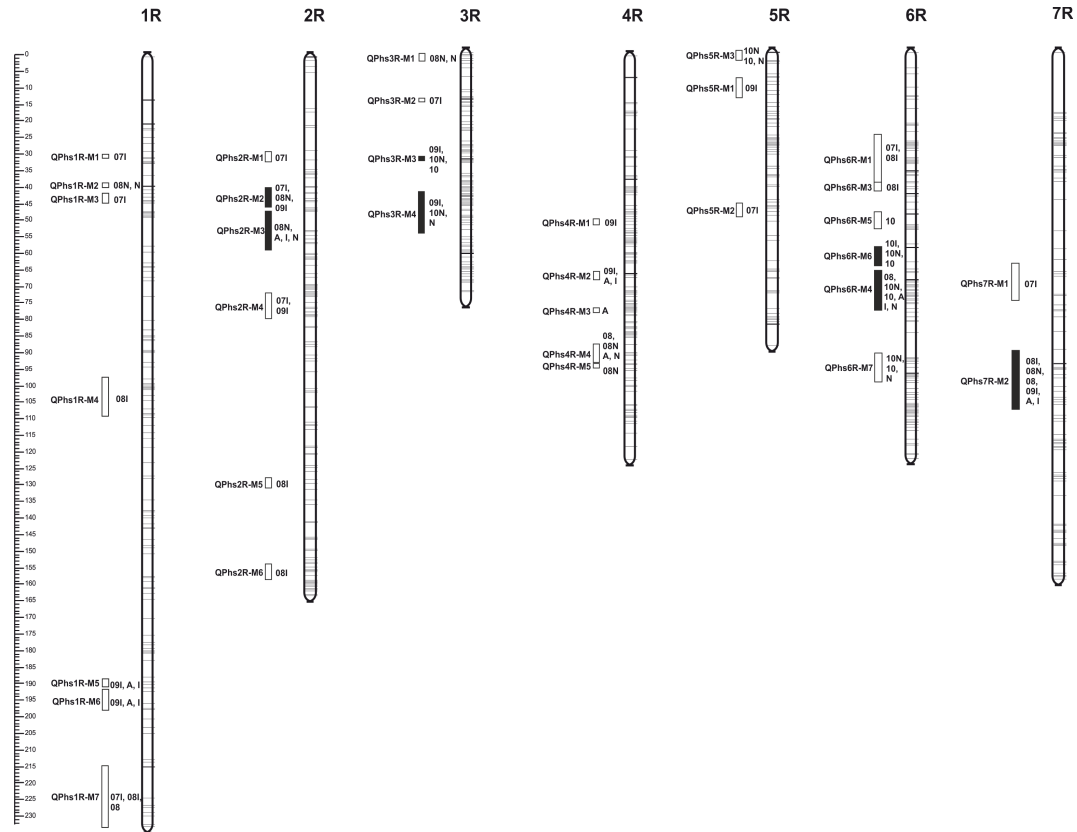 1R
2R
3R
4R
5R
6R
7R
0
5
10
15
20
25
30
35
40
45
50
55
60
65
70
75
80
85
90
95
100
105
110
115
120
125
130
135
140
145
150
155
160
165
170
175
180
185
190
195
200
205
210
215
220
225
230
QPhs1R-M1 07I
QPhs1R-M2 08N, N
QPhs1R-M3 07I
QPhs1R-M4 08I
QPhs1R-M5 09I, A, I
QPhs1R-M6 09I, A, I
QPhs1R-M7 07I, 08I,
08
QPhs2R-M1 07I
07I,
QPhs2R-M2 08N,
09I
QPhs2R-M3 08N,
A, I, N
QPhs2R-M4 07I,
09I
QPhs2R-M5 08I
QPhs2R-M6 08I
QPhs3R-M1 08N, N
QPhs3R-M2 07I
09I,
QPhs3R-M3 10N,
10
09I,
QPhs3R-M4 10N,
N
QPhs4R-M1 09I
QPhs4R-M2 09I,
A, I
QPhs4R-M3 A
08,
08N
QPhs4R-M4 A, N
QPhs4R-M5 08N
QPhs5R-M3 10N
10, N
QPhs5R-M1 09I
QPhs5R-M2 07I
07I,
QPhs6R-M1 08I
QPhs6R-M3 08I
QPhs6R-M5 10
10I,
QPhs6R-M6 10N,
10
08,
QPhs6R-M4 10N,
10, A
I, N
10N,
QPhs6R-M7 10,
N
QPhs7R-M1 07I
08I,
08N,
QPhs7R-M2 08,
09I,
A, I